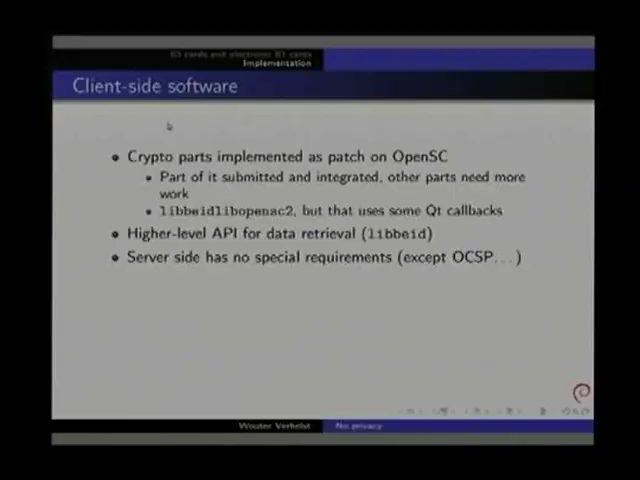 ID cards and electronic ID cards
Implementation
Client-side software
Crypto parts implemented as patch on OpenSC
Part of it submitted and integrated, other parts need more
work
libbeidlibopensc2, but that uses some Qt callbacks
Higher-level API for data retrieval (libbeid)
Server side has no special requirements (except OCSP...)
Wouter Verhelst
No privacy